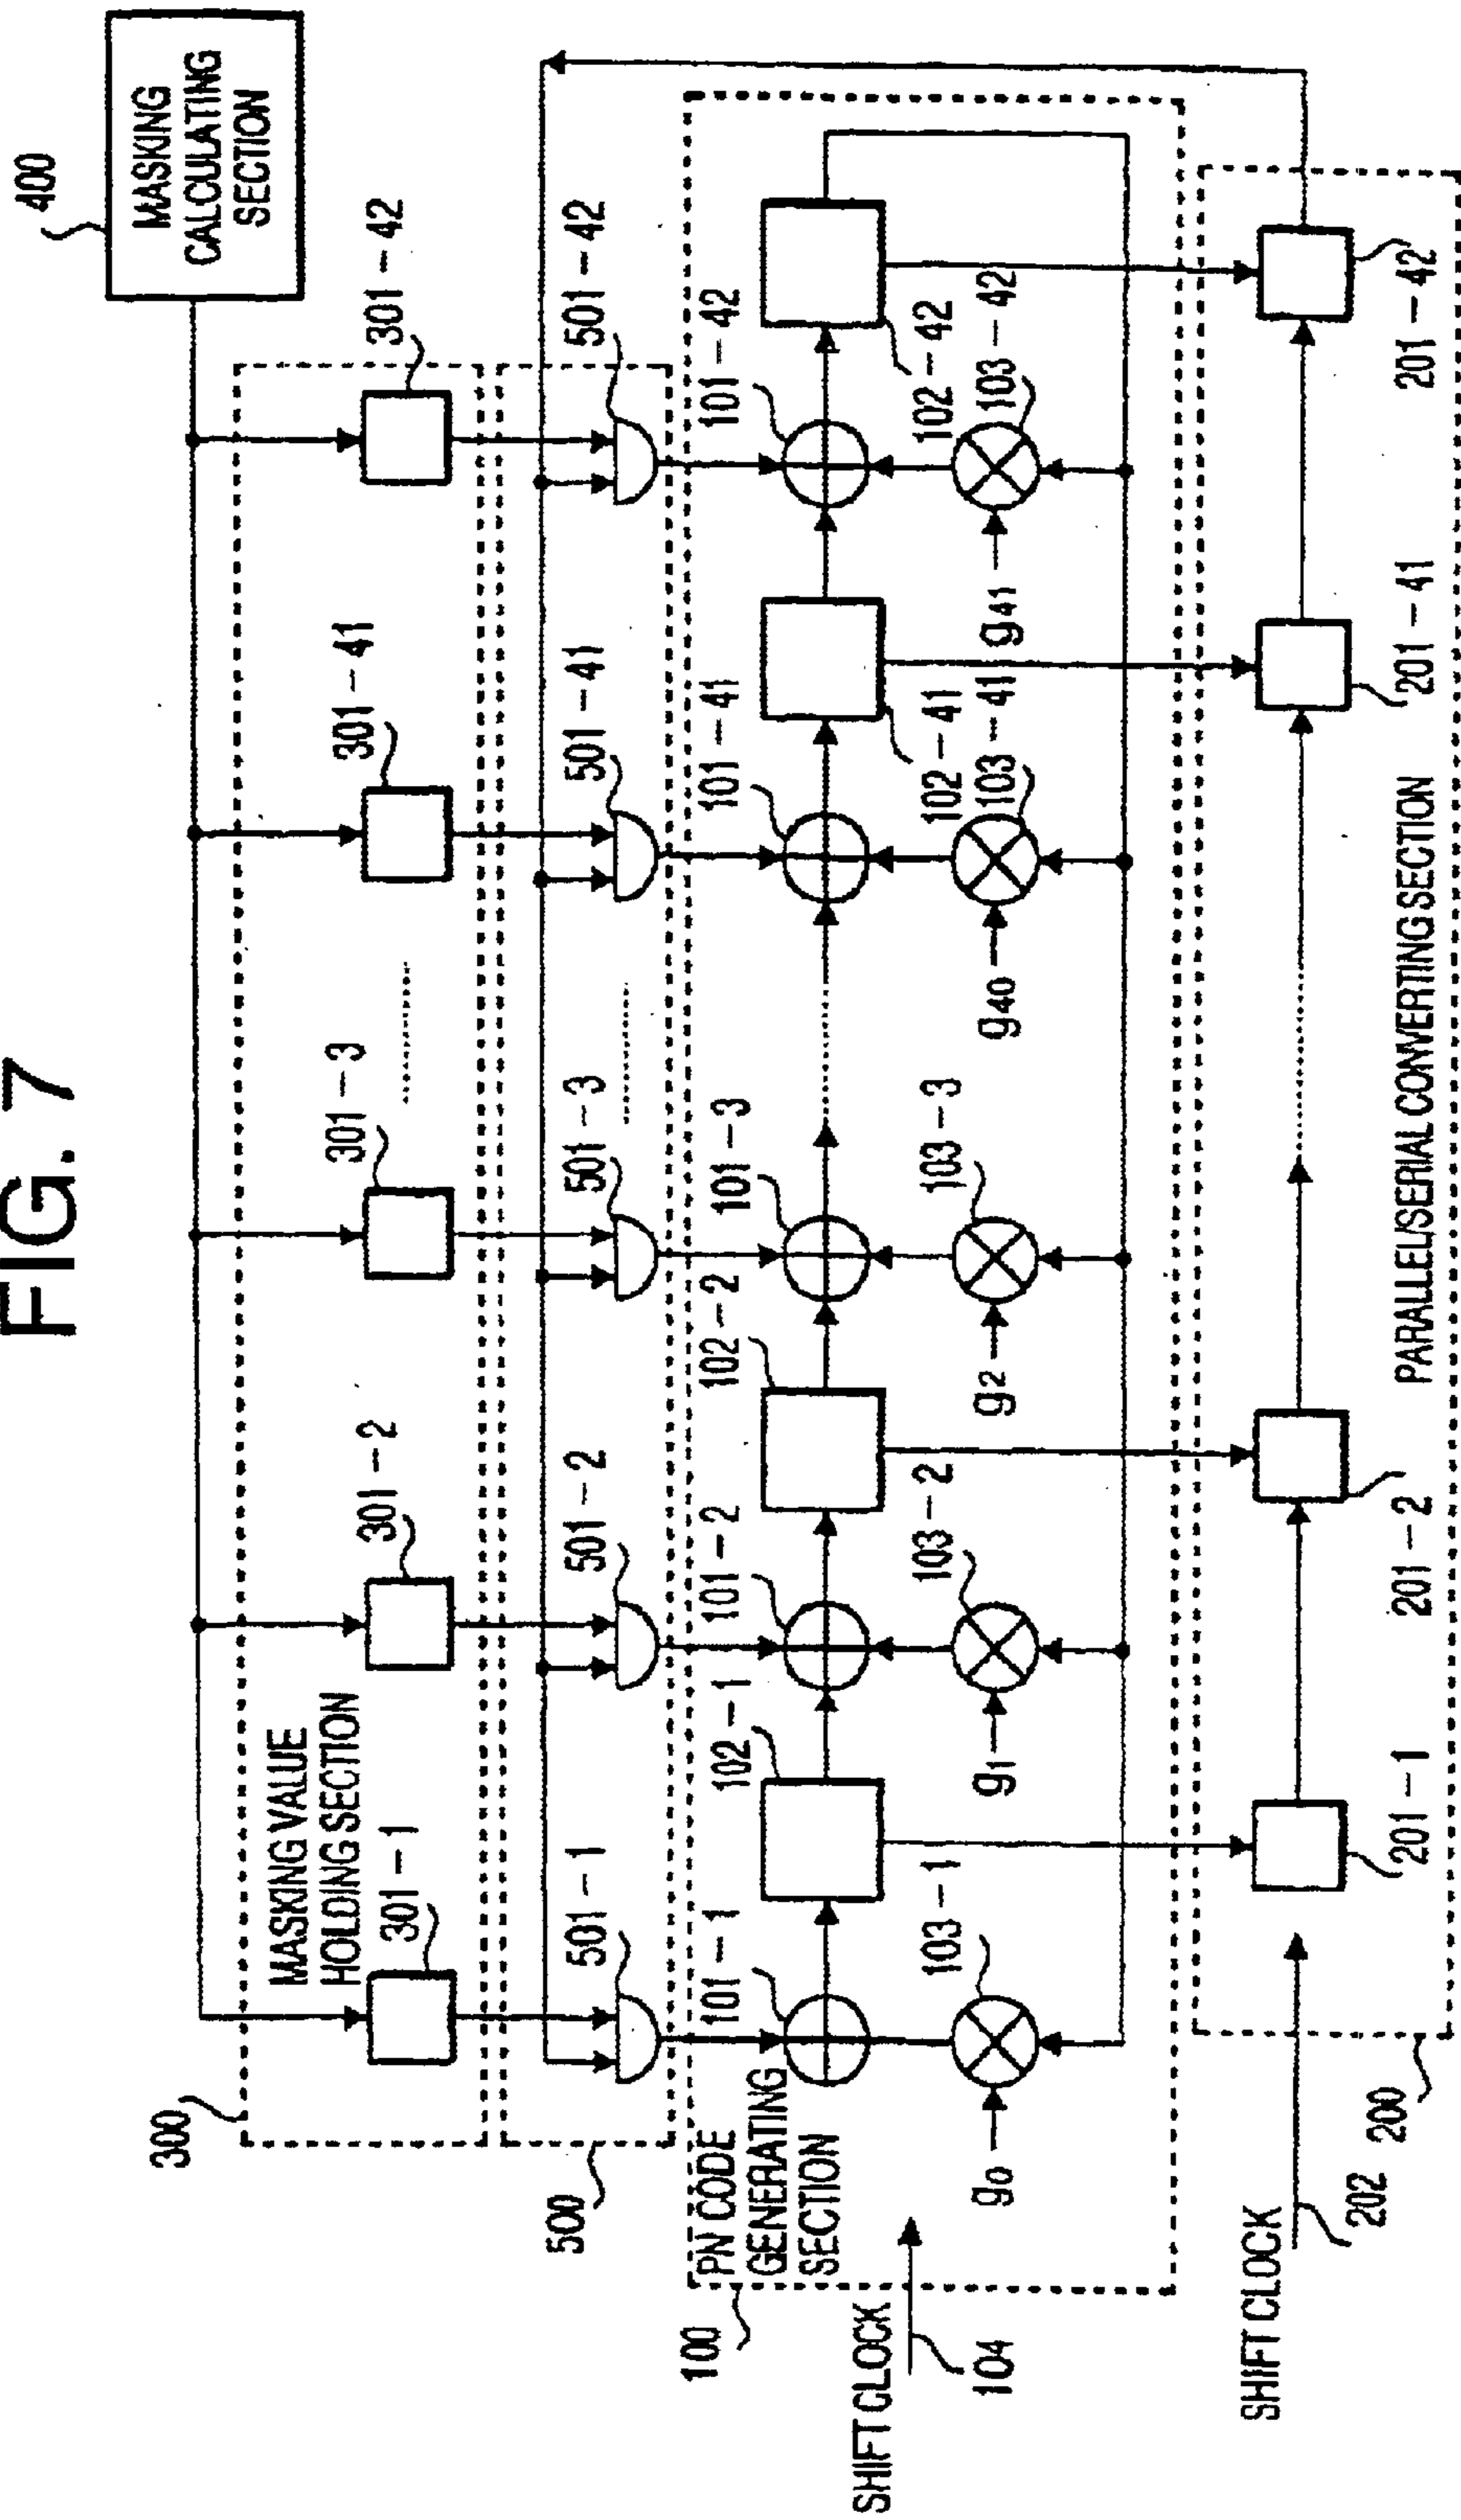 FIG. 7
400
MASKING
CALCULATING
SECTION
300
MASKING VALUE
HOLDING SECTION
301-1
301-2
301-3
301-41
301-42
500
501-1
501-2
501-3
501-41
501-42
100
PN CODE
GENERATING
SECTION
101-1
102-1
101-2
102-2
101-3
101-41
102-41
101-42
102-42
SHIFT CLOCK
104
103-1
103-2
103-3
103-41
103-42
g0
g1
g2
g40
g41
SHIFT CLOCK
202
200
201-1
201-2
PARALLEL/SERIAL CONVERTING SECTION
201-41
201-42